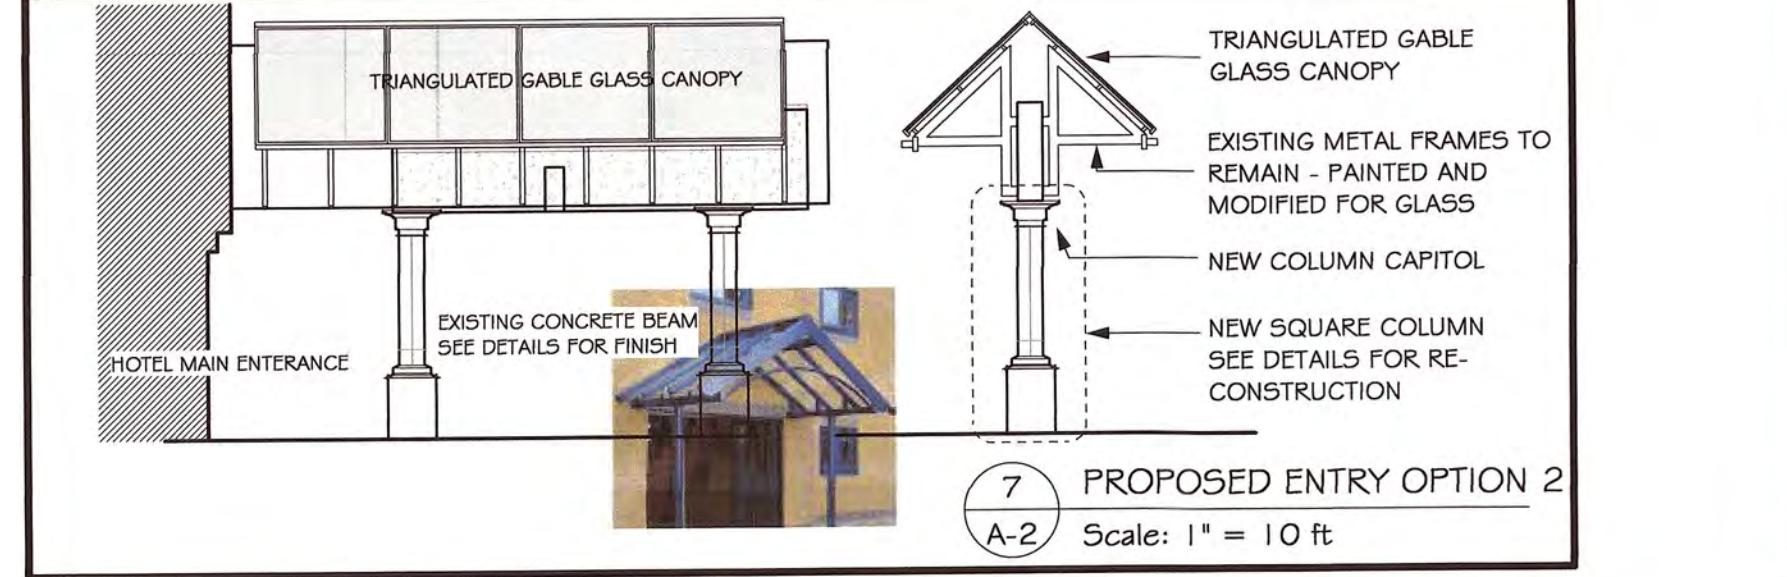 TRIANGULATED GABLE GLASS CANOPY
EXISTING CONCRETE BEAM
SEE DETAILS FOR FINISH
HOTEL MAIN ENTERANCE
TRIANGULATED GABLE
GLASS CANOPY
EXISTING METAL FRAMES TO
REMAIN - PAINTED AND
MODIFIED FOR GLASS
NEW COLUMN CAPITOL
NEW SQUARE COLUMN
SEE DETAILS FOR RE-
CONSTRUCTION
7
A-2
PROPOSED ENTRY OPTION 2
Scale: 1" = 10 ft